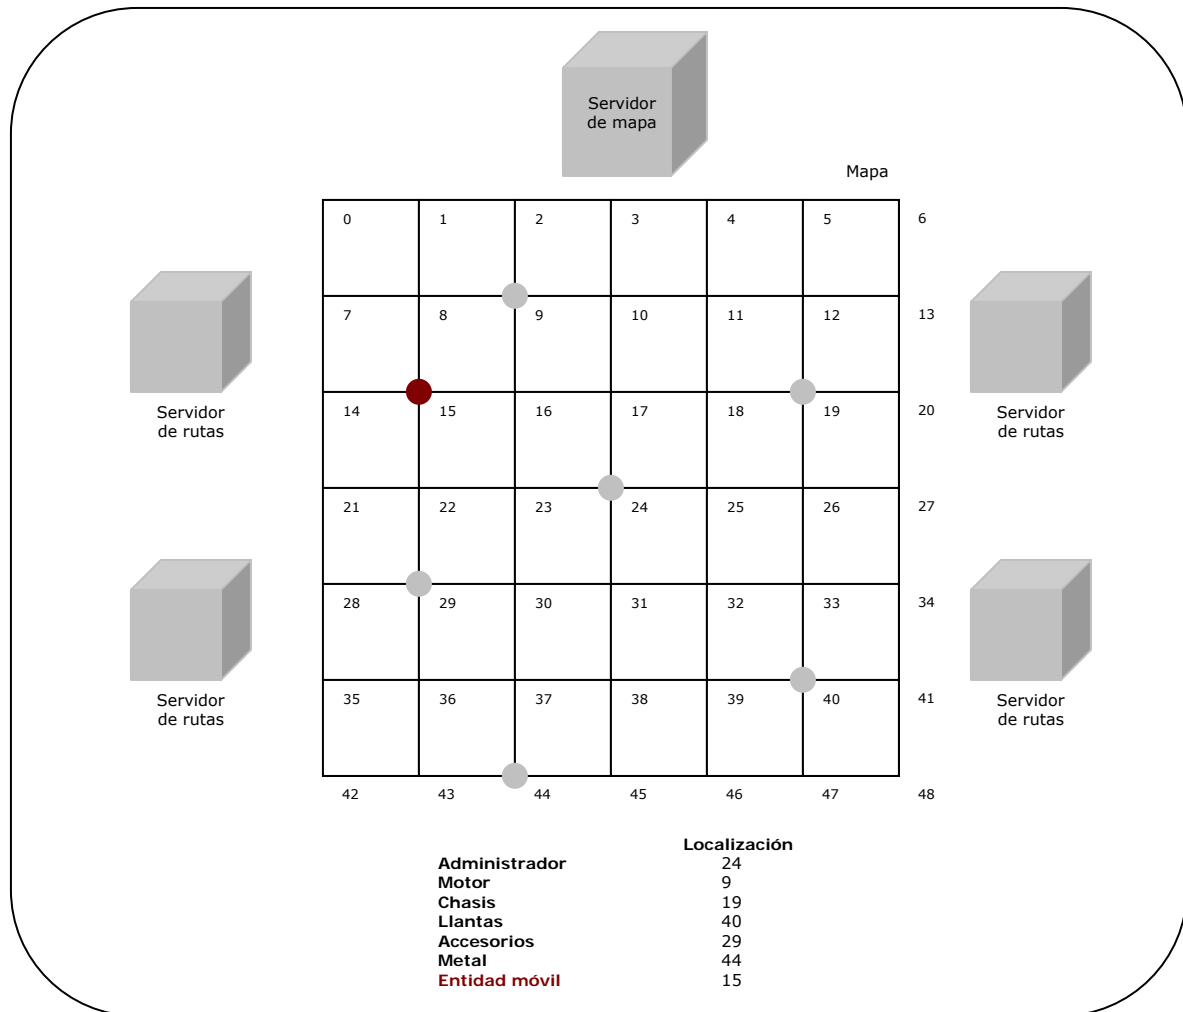 Servidor
de mapa
Mapa
0 1 2 3 4 5 6
7 8 9 10 11 12 13
Servidor
de rutas
14 15 16 17 18 19 20
Servidor
de rutas
21 22 23 24 25 26 27
28 29 30 31 32 33 34
Servidor
de rutas
35 36 37 38 39 40 41
Servidor
de rutas
42 43 44 45 46 47 48
Localización
Administrador 24
Motor 9
Chasis 19
Llantas 40
Accesorios 29
Metal 44
Entidad móvil 15